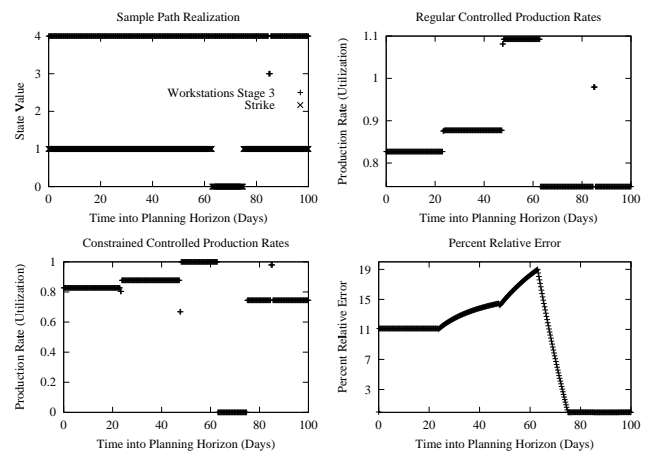 Sample Path Realization
4
3
2
1
0
State Value
Workstations Stage 3
Strike
0 20 40 60 80 100
Time into Planning Horizon (Days)
Regular Controlled Production Rates
1.1
1
0.9
0.8
Production Rate (Utilization)
0 20 40 60 80 100
Time into Planning Horizon (Days)
Constrained Controlled Production Rates
1
0.8
0.6
0.4
0.2
0
Production Rate (Utilization)
0 20 40 60 80 100
Time into Planning Horizon (Days)
Percent Relative Error
19
15
11
7
3
Percent Relative Error
0 20 40 60 80 100
Time into Planning Horizon (Days)